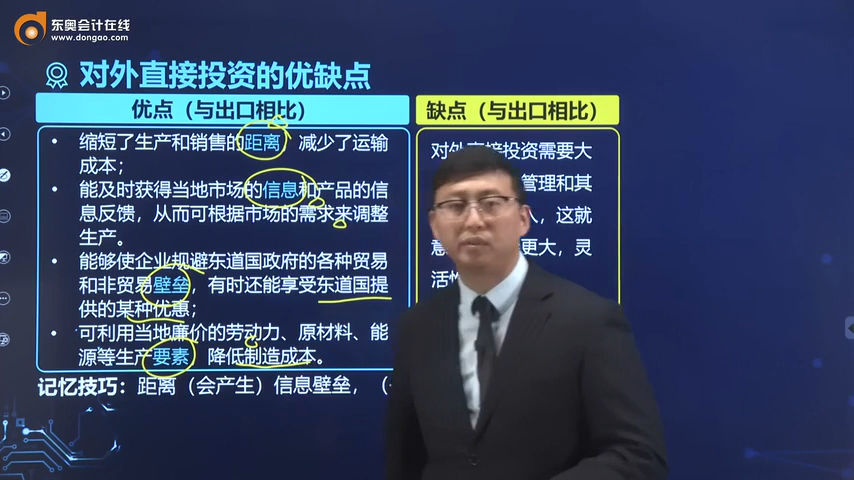 东奥会计在线
www.dongao.com
对外直接投资的优缺点
优点（与出口相比）
• 缩短了生产和销售的距离，减少了运输
成本；
• 能及时获得当地市场的信息和产品的信
息反馈，从而可根据市场的需求来调整
生产。
• 能够使企业规避东道国政府的各种贸易
和非贸易壁垒，有时还能享受东道国提
供的某种优惠；
• 可利用当地廉价的劳动力、原材料、能
源等生产要素，降低制造成本。
缺点（与出口相比）
对外直接投资需要大
管理和其
，这就
意 更大，灵
活性
记忆技巧：距离（会产生）信息壁垒，（